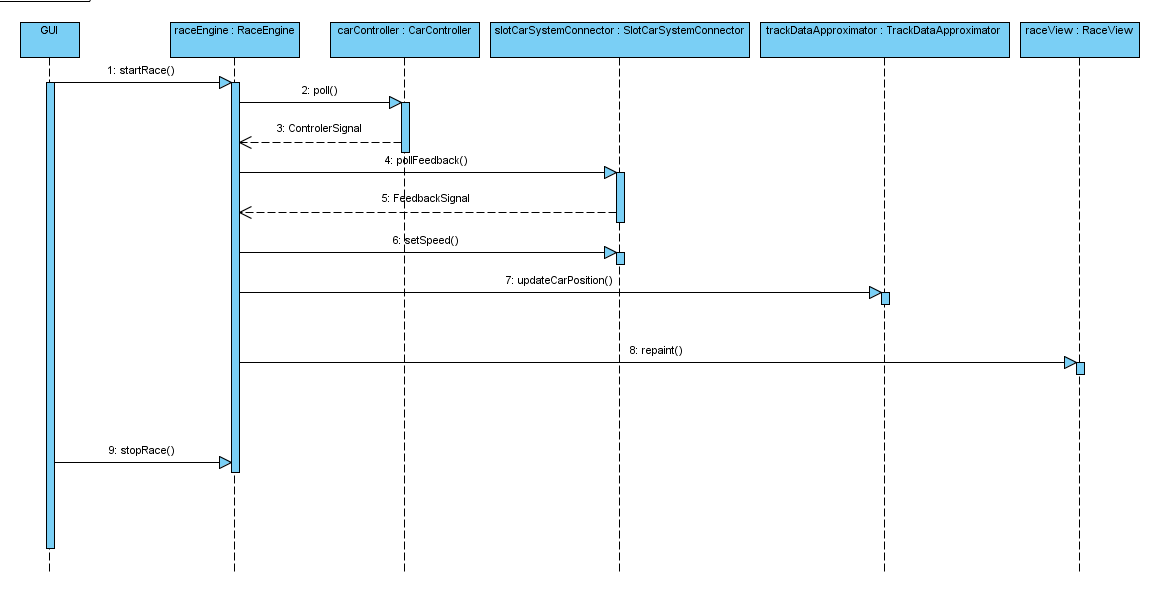 GUI
raceEngine : RaceEngine
carController : CarController
slotCarSystemConnector : SlotCarSystemConnector
trackDataApproximator : TrackDataApproximator
raceView : RaceView
1: startRace()
2: poll()
3: ControlerSignal
4: pollFeedback()
5: FeedbackSignal
6: setSpeed()
7: updateCarPosition()
8: repaint()
9: stopRace()